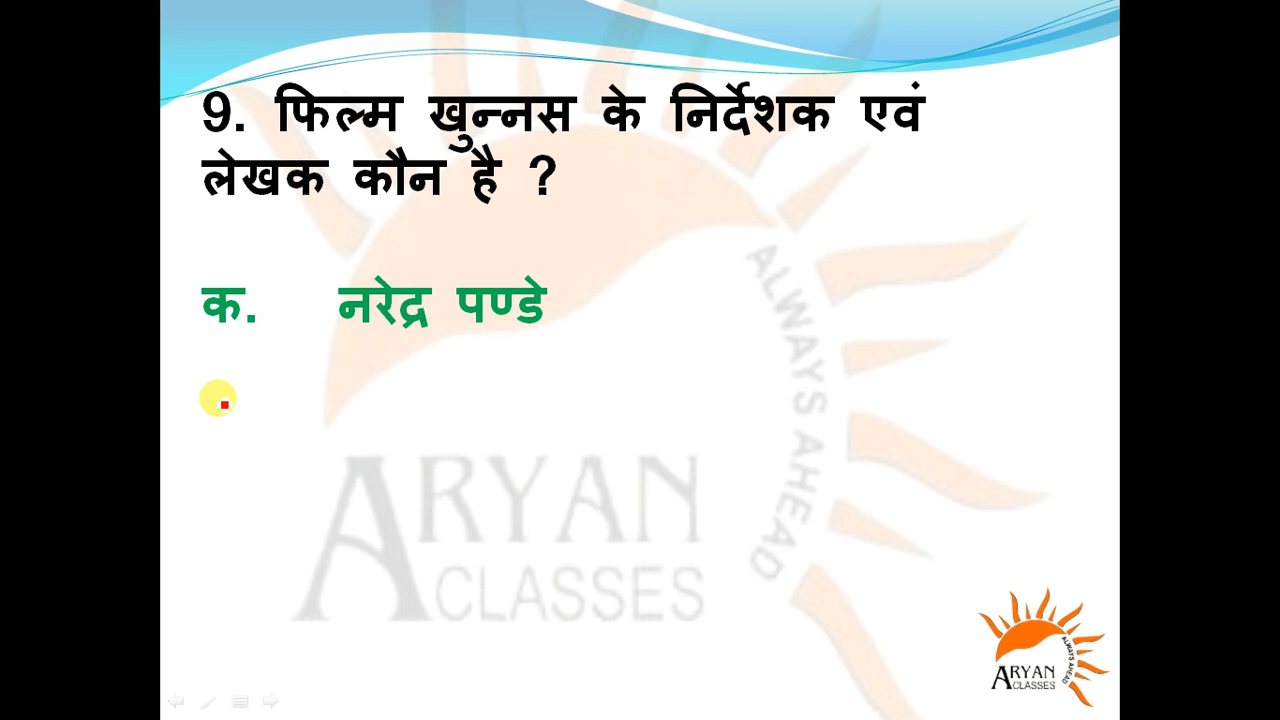 9. फिल्म खुन्नस के निर्देशक एवं
लेखक कौन है ?
क. नरेद्र पण्डे
ALWAYS AHEAD
ARYAN
CLASSES
ALWAYS AHEAD
ARYAN
CLASSES